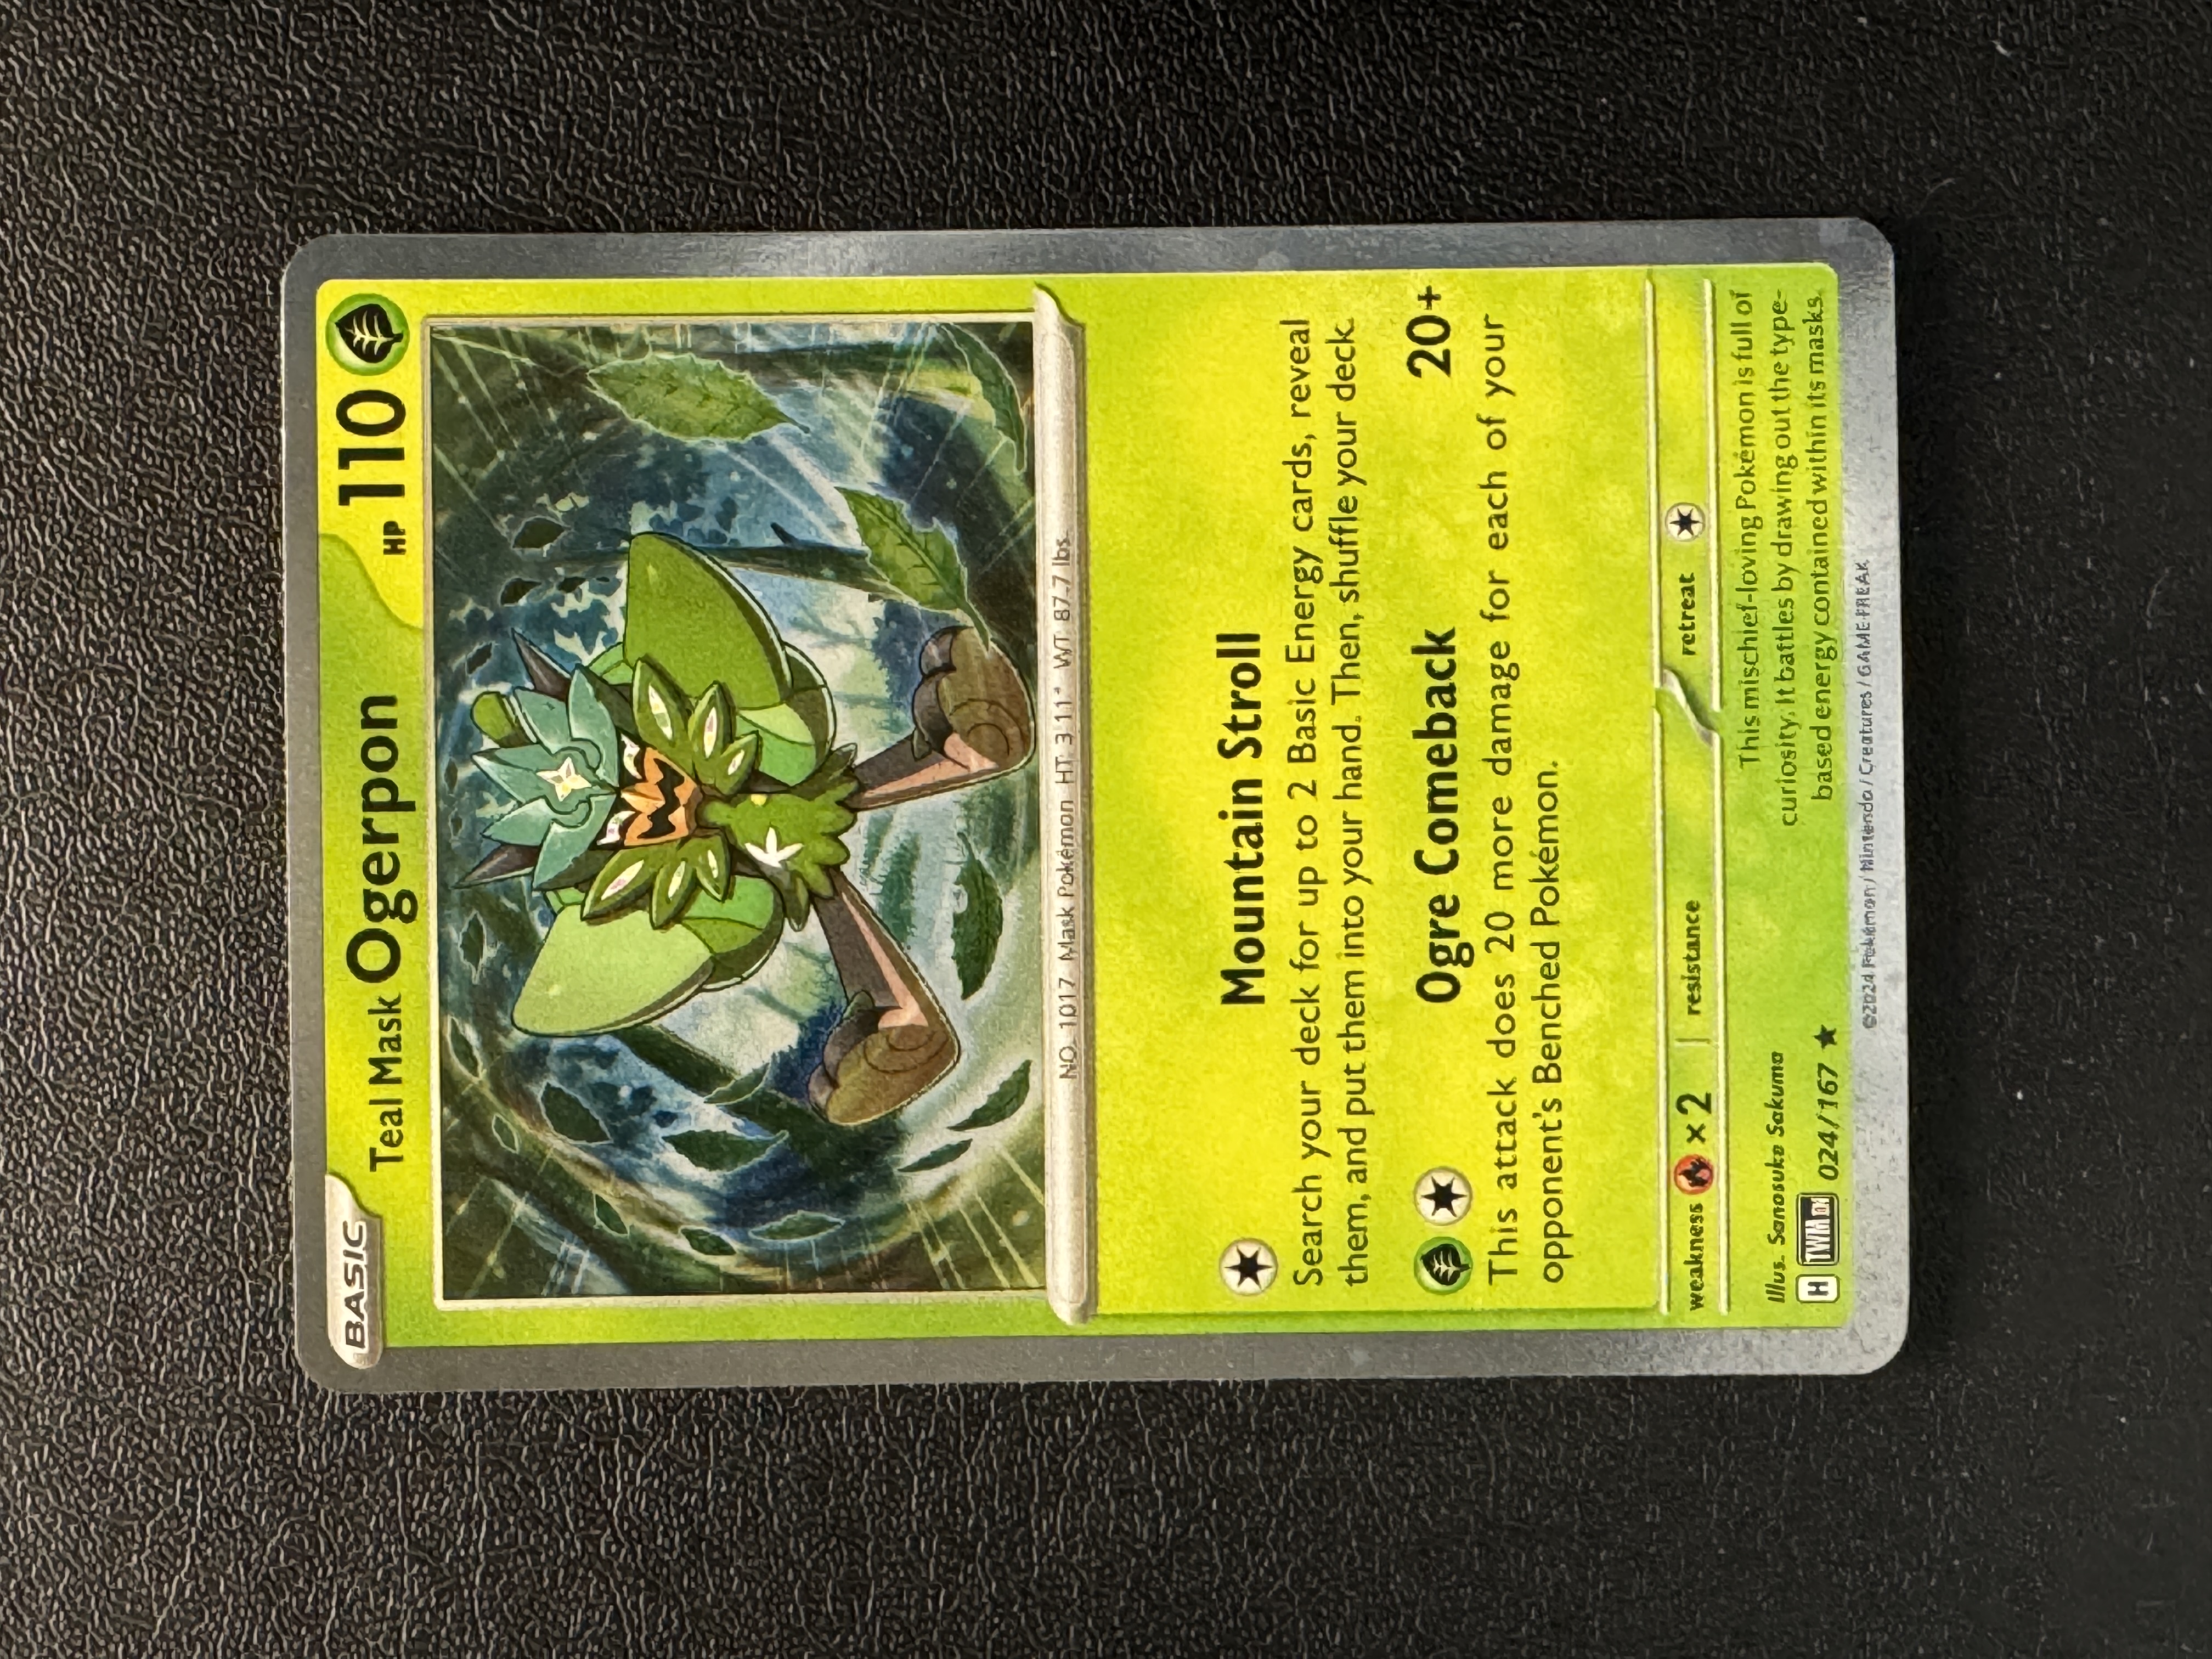 BASIC
Teal Mask Ogerpon HP 110
NO. 1017 Mask Pokémon HT: 3'11" WT: 87.7 lbs.
Mountain Stroll
Search your deck for up to 2 Basic Energy cards, reveal
them, and put them into your hand. Then, shuffle your deck.
Ogre Comeback 20+
This attack does 20 more damage for each of your
opponent's Benched Pokémon.
weakness ×2 resistance retreat
Illus. Sanosuke Sakuma
H TWM EN 024/167 ★
This mischief-loving Pokémon is full of
curiosity. It battles by drawing out the type-
based energy contained within its masks.
©2024 Pokémon / Nintendo / Creatures / GAME FREAK